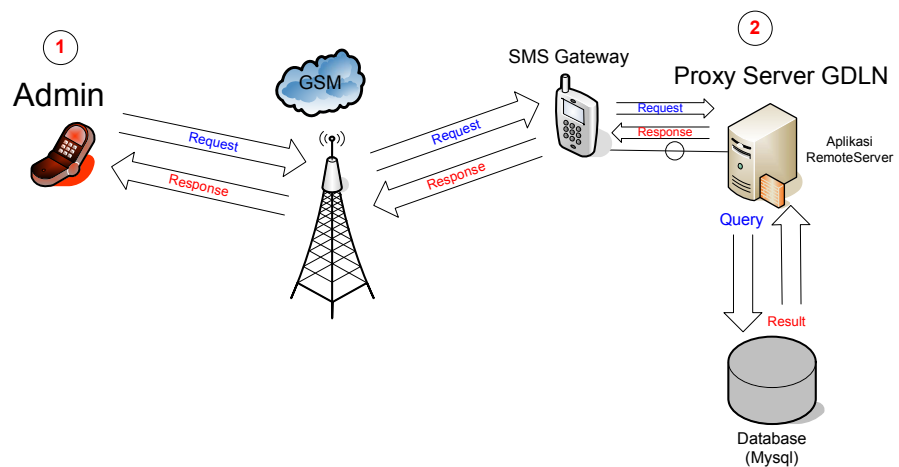 1
Admin
GSM
Request
Response
Request
Response
SMS Gateway
2
Proxy Server GDLN
Request
Response
Aplikasi
RemoteServer
Query
Result
Database
(Mysql)